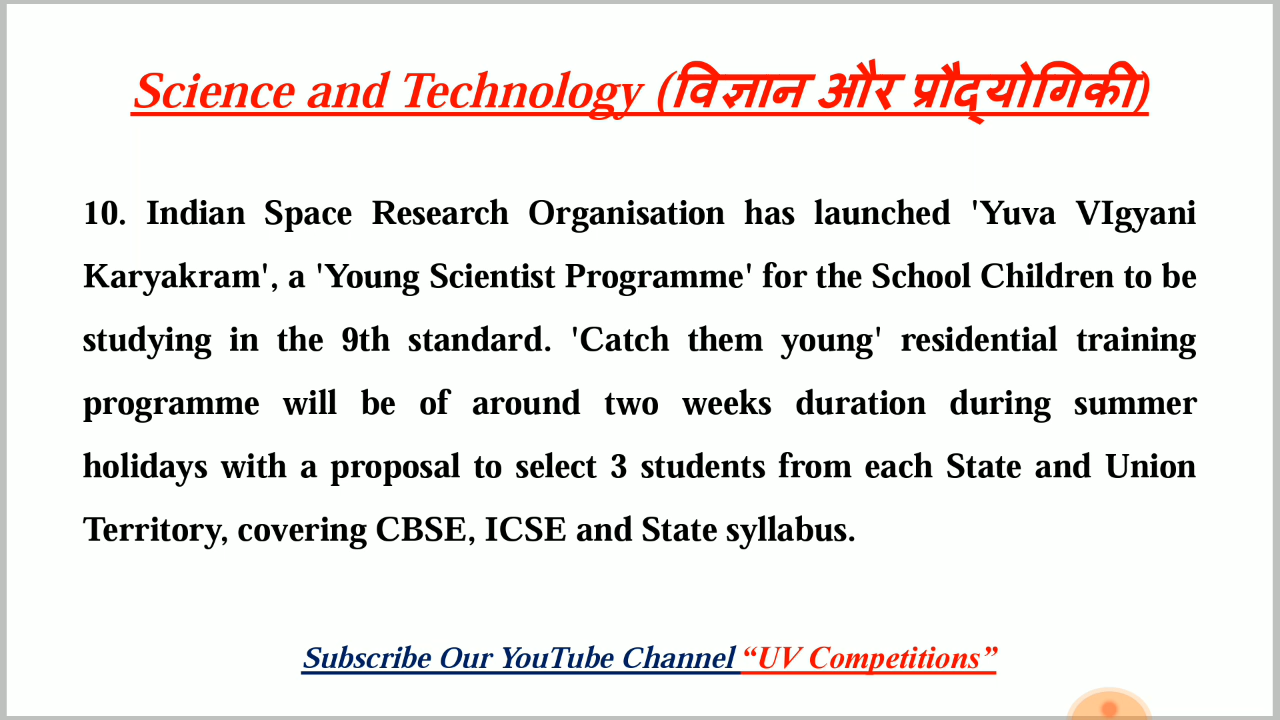 Science and Technology (विज्ञान और प्रौद्योगिकी)
10. Indian Space Research Organisation has launched 'Yuva VIgyani
Karyakram', a 'Young Scientist Programme' for the School Children to be
studying in the 9th standard. 'Catch them young' residential training
programme will be of around two weeks duration during summer
holidays with a proposal to select 3 students from each State and Union
Territory, covering CBSE, ICSE and State syllabus.
Subscribe Our YouTube Channel “UV Competitions”